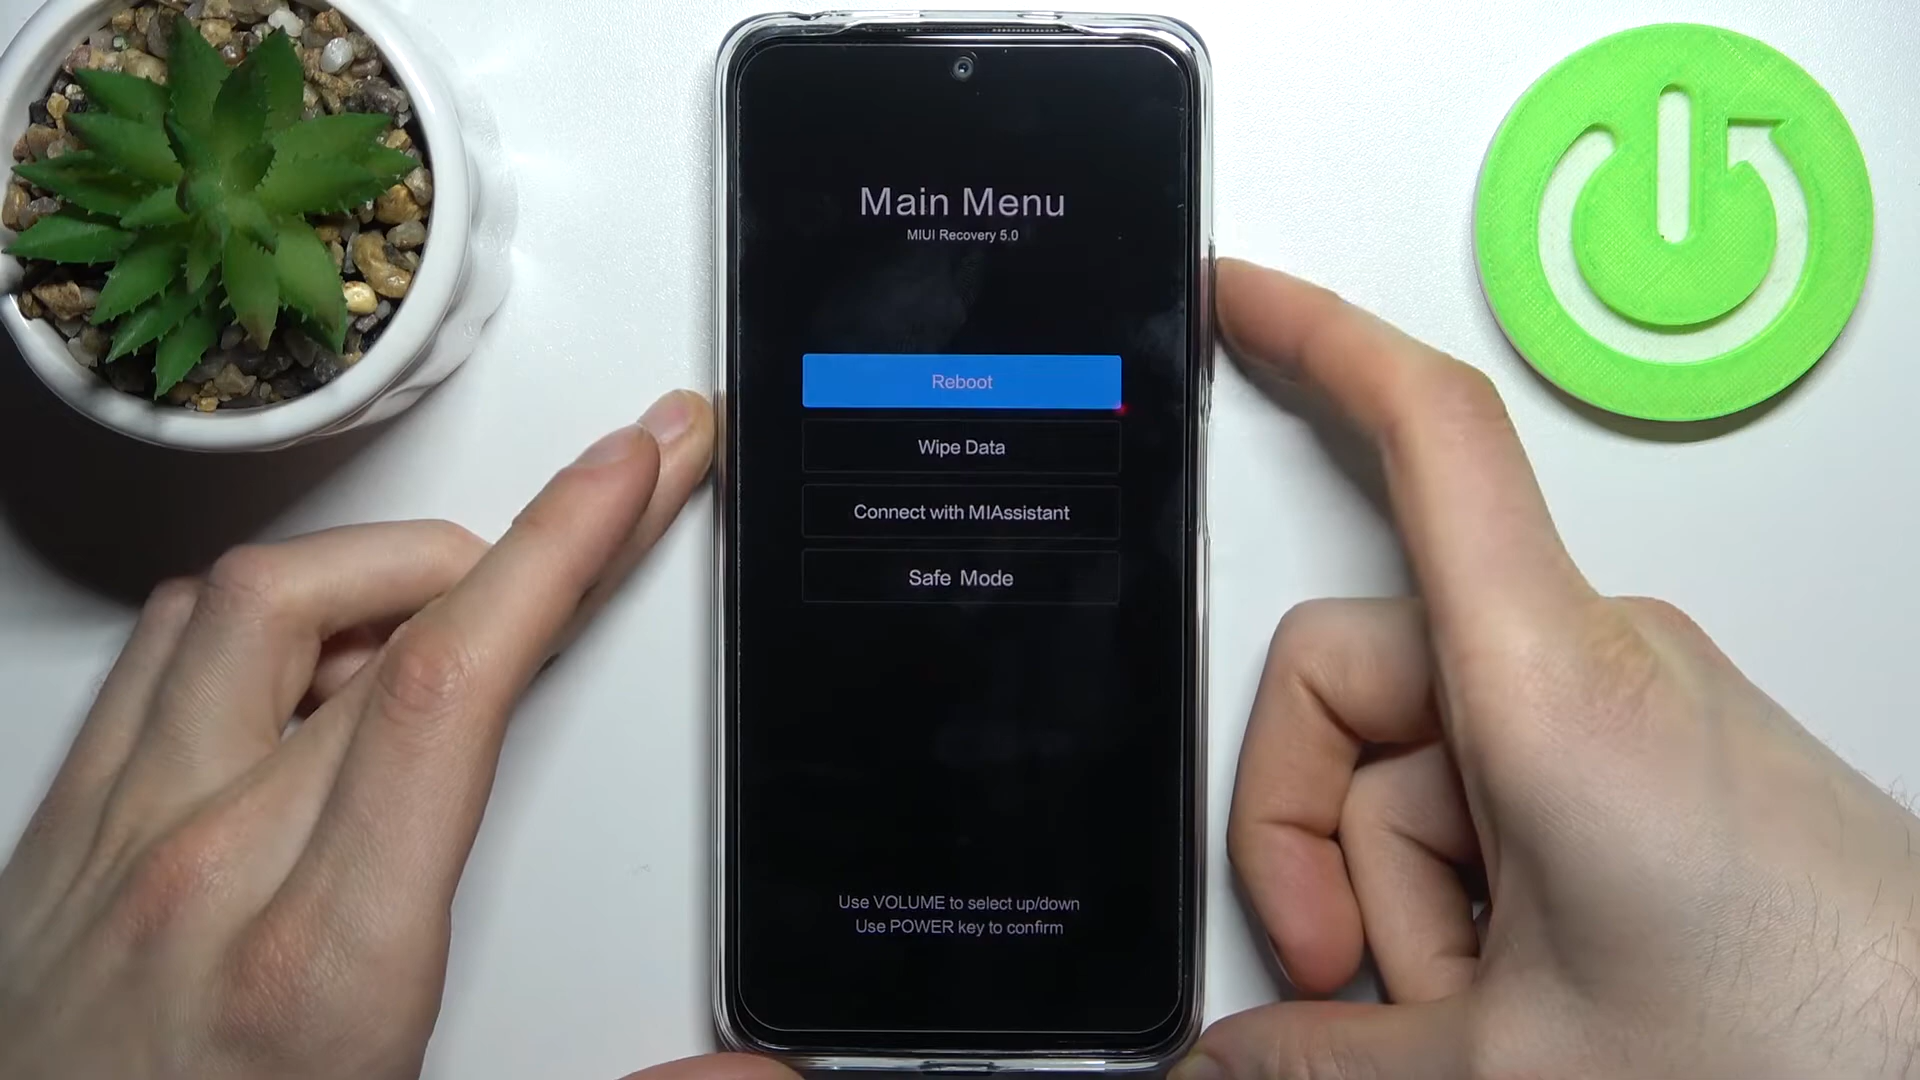 Main Menu
MIUI Recovery 5.0
Reboot
Wipe Data
Connect with MIAssistant
Safe Mode
Use VOLUME to select up/down
Use POWER key to confirm